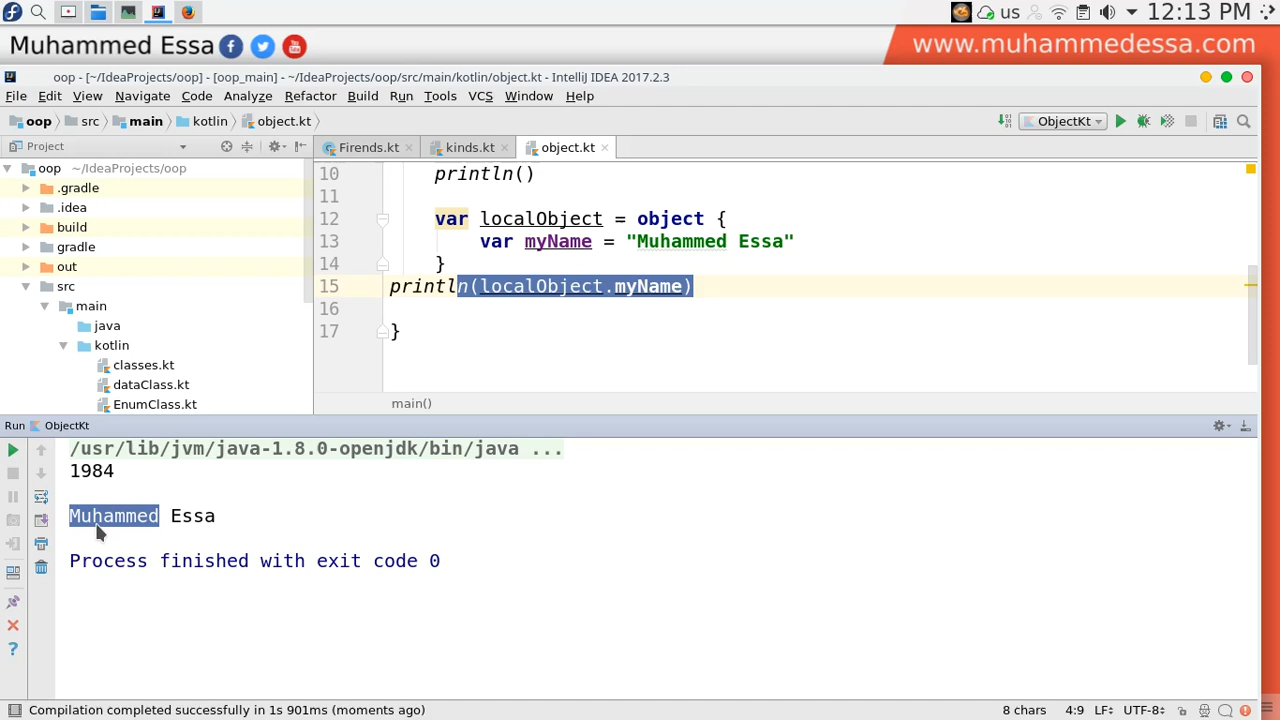 us 12:13 PM
Muhammed Essa www.muhammedessa.com
oop - [~/IdeaProjects/oop] - [oop_main] - ~/IdeaProjects/oop/src/main/kotlin/object.kt - IntelliJ IDEA 2017.2.3
File Edit View Navigate Code Analyze Refactor Build Run Tools VCS Window Help
oop src main kotlin object.kt ObjectKt
Project Firends.kt kinds.kt object.kt
oop ~/IdeaProjects/oop
.gradle
.idea
build
gradle
out
src
main
java
kotlin
classes.kt
dataClass.kt
EnumClass.kt
10 println()
11
12 var localObject = object {
13 var myName = "Muhammed Essa"
14 }
15 println(localObject.myName)
16
17 }
main()
Run ObjectKt
/usr/lib/jvm/java-1.8.0-openjdk/bin/java ...
1984
Muhammed Essa
Process finished with exit code 0
Compilation completed successfully in 1s 901ms (moments ago) 8 chars 4:9 LF÷ UTF-8÷